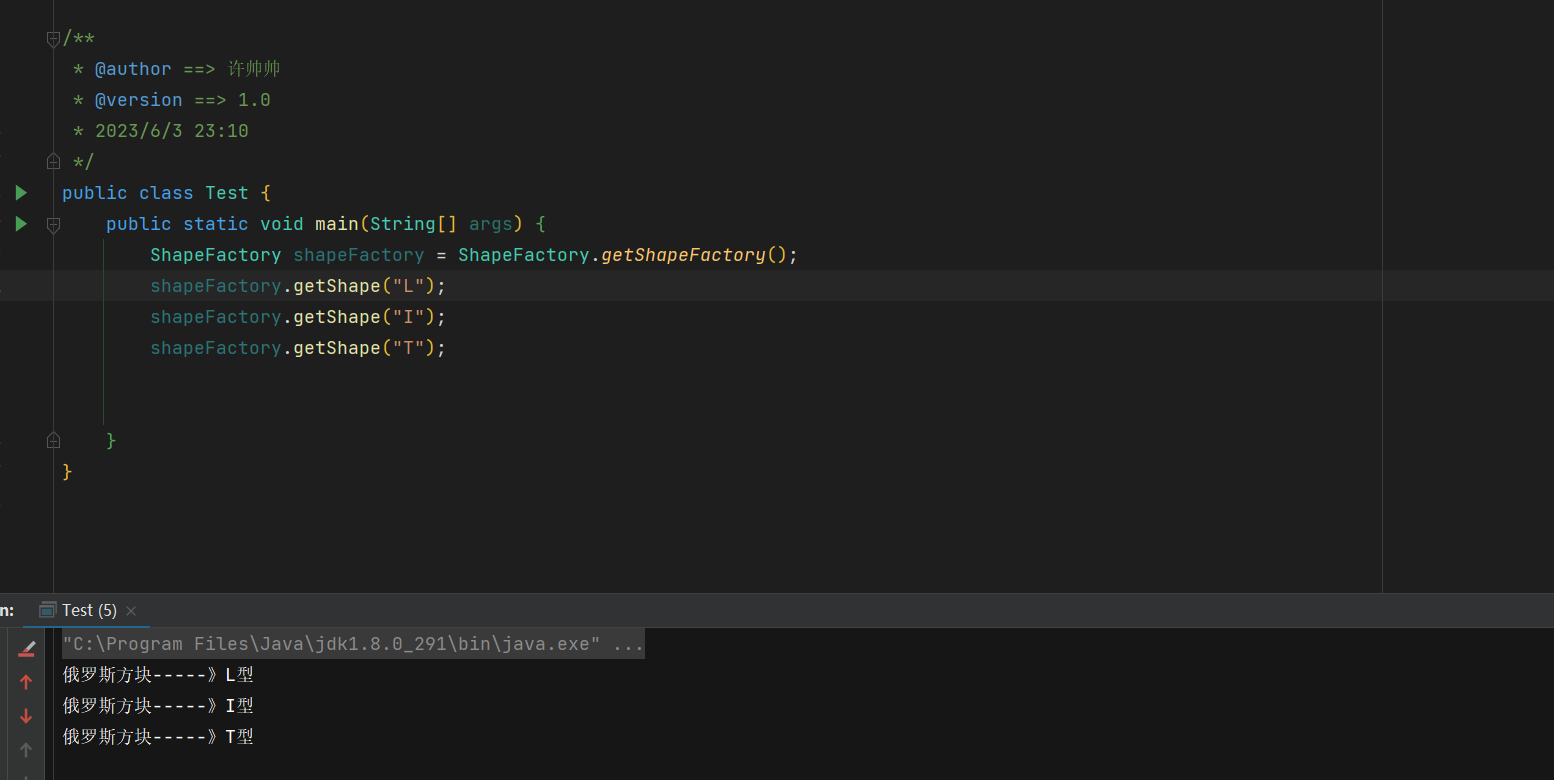 /**
 * @author ==> 许帅帅
 * @version ==> 1.0
 * 2023/6/3 23:10
 */
public class Test {
    public static void main(String[] args) {
        ShapeFactory shapeFactory = ShapeFactory.getShapeFactory();
        shapeFactory.getShape("L");
        shapeFactory.getShape("I");
        shapeFactory.getShape("T");
    }
}
n: Test (5)
"C:\Program Files\Java\jdk1.8.0_291\bin\java.exe" ...
俄罗斯方块-----》L型
俄罗斯方块-----》I型
俄罗斯方块-----》T型